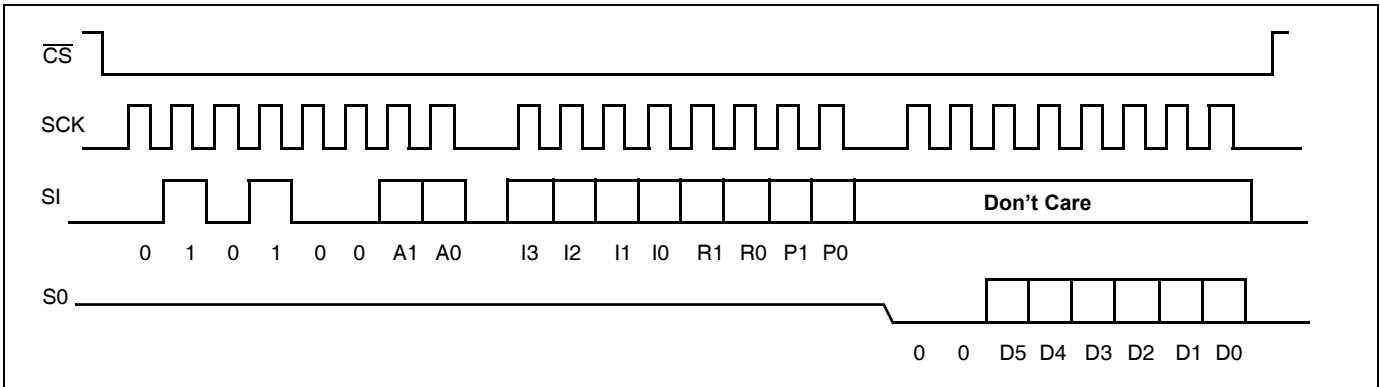 CS
SCK
SI
Don't Care
0 1 0 1 0 0 A1 A0 I3 I2 I1 I0 R1 R0 P1 P0
S0
0 0 D5 D4 D3 D2 D1 D0